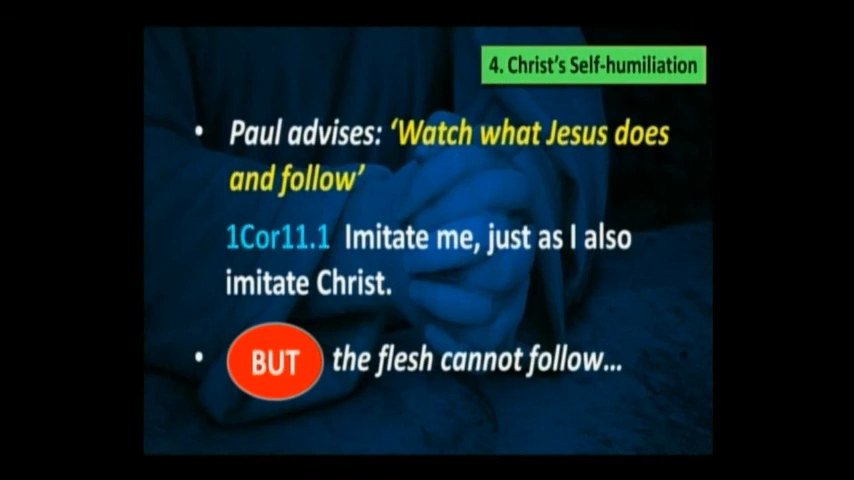 4. Christ's Self-humiliation
• Paul advises: ‘Watch what Jesus does
and follow’
1Cor11.1 Imitate me, just as I also
imitate Christ.
• BUT the flesh cannot follow...